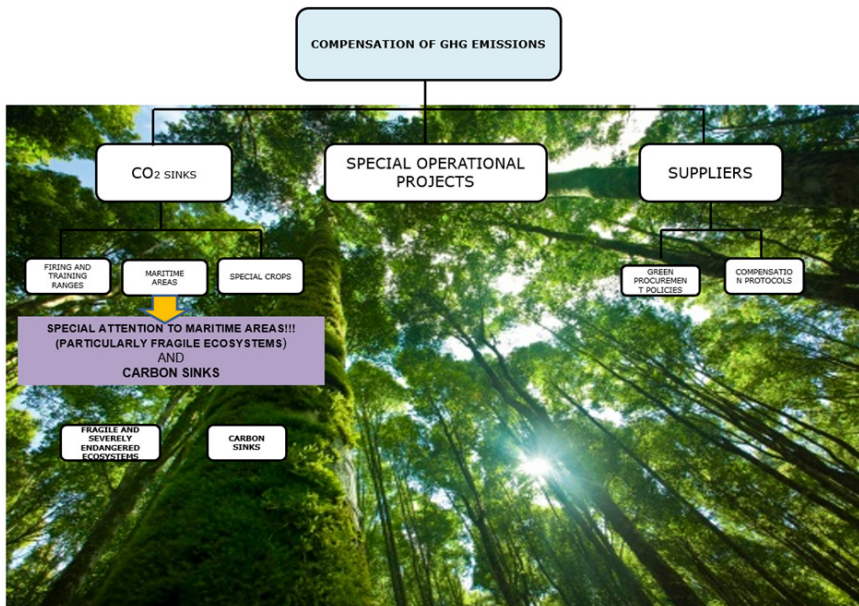 COMPENSATION OF GHG EMISSIONS
CO₂ SINKS
SPECIAL OPERATIONAL
PROJECTS
SUPPLIERS
FIRING AND
TRAINING
RANGES
MARITIME
AREAS
SPECIAL CROPS
GREEN
PROCUREMEN
T POLICIES
COMPENSATIO
N PROTOCOLS
SPECIAL ATTENTION TO MARITIME AREAS!!!
(PARTICULARLY FRAGILE ECOSYSTEMS)
AND
CARBON SINKS
FRAGILE AND
SEVERELY
ENDANGERED
ECOSYSTEMS
CARBON
SINKS